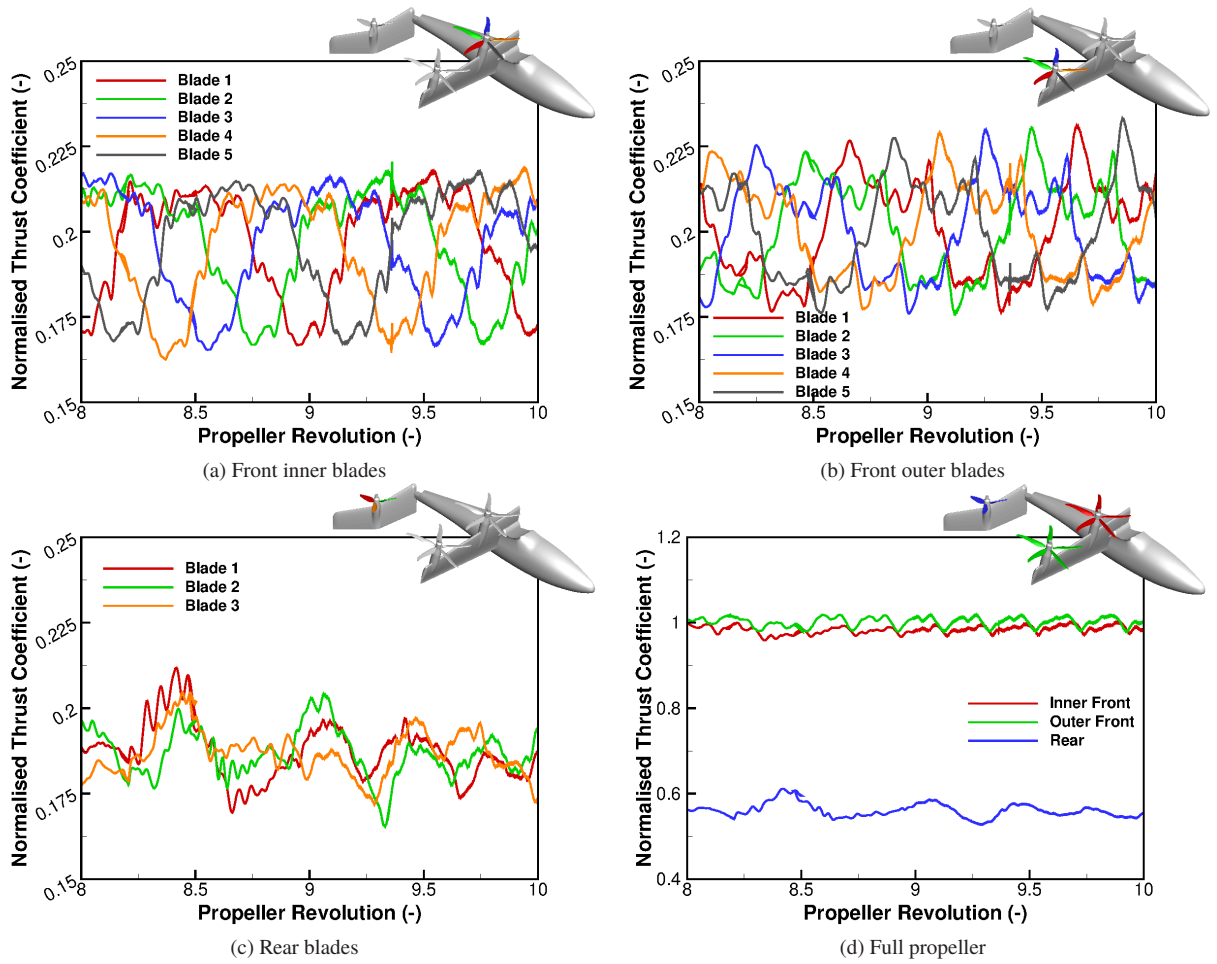 0.25
0.225
0.2
0.175
0.15
Normalised Thrust Coefficient (-)
Blade 1
Blade 2
Blade 3
Blade 4
Blade 5
8
8.5
9
9.5
10
Propeller Revolution (-)
(a) Front inner blades
0.25
0.225
0.2
0.175
0.15
Normalised Thrust Coefficient (-)
Blade 1
Blade 2
Blade 3
Blade 4
Blade 5
8
8.5
9
9.5
10
Propeller Revolution (-)
(b) Front outer blades
0.25
0.225
0.2
0.175
0.15
Normalised Thrust Coefficient (-)
Blade 1
Blade 2
Blade 3
8
8.5
9
9.5
10
Propeller Revolution (-)
(c) Rear blades
1.2
1
0.8
0.6
0.4
Normalised Thrust Coefficient (-)
Inner Front
Outer Front
Rear
8
8.5
9
9.5
10
Propeller Revolution (-)
(d) Full propeller